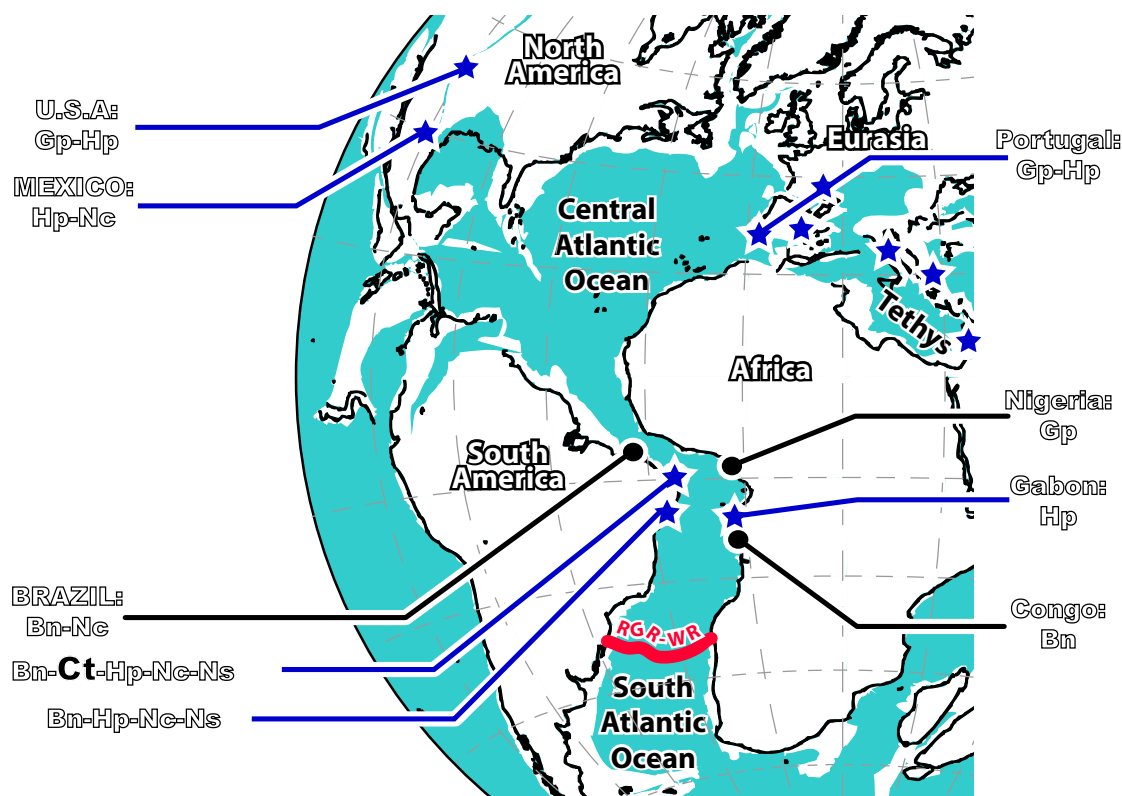 North
America
U.S.A:
Gp-Hp
Eurasia
Portugal:
Gp-Hp
MEXICO:
Hp-Nc
Central
Atlantic
Ocean
Tethys
Africa
Nigeria:
Gp
South
America
Gabon:
Hp
BRAZIL:
Bn-Nc
Congo:
Bn
RGR-WR
Bn-Ct-Hp-Nc-Ns
Bn-Hp-Nc-Ns
South
Atlantic
Ocean